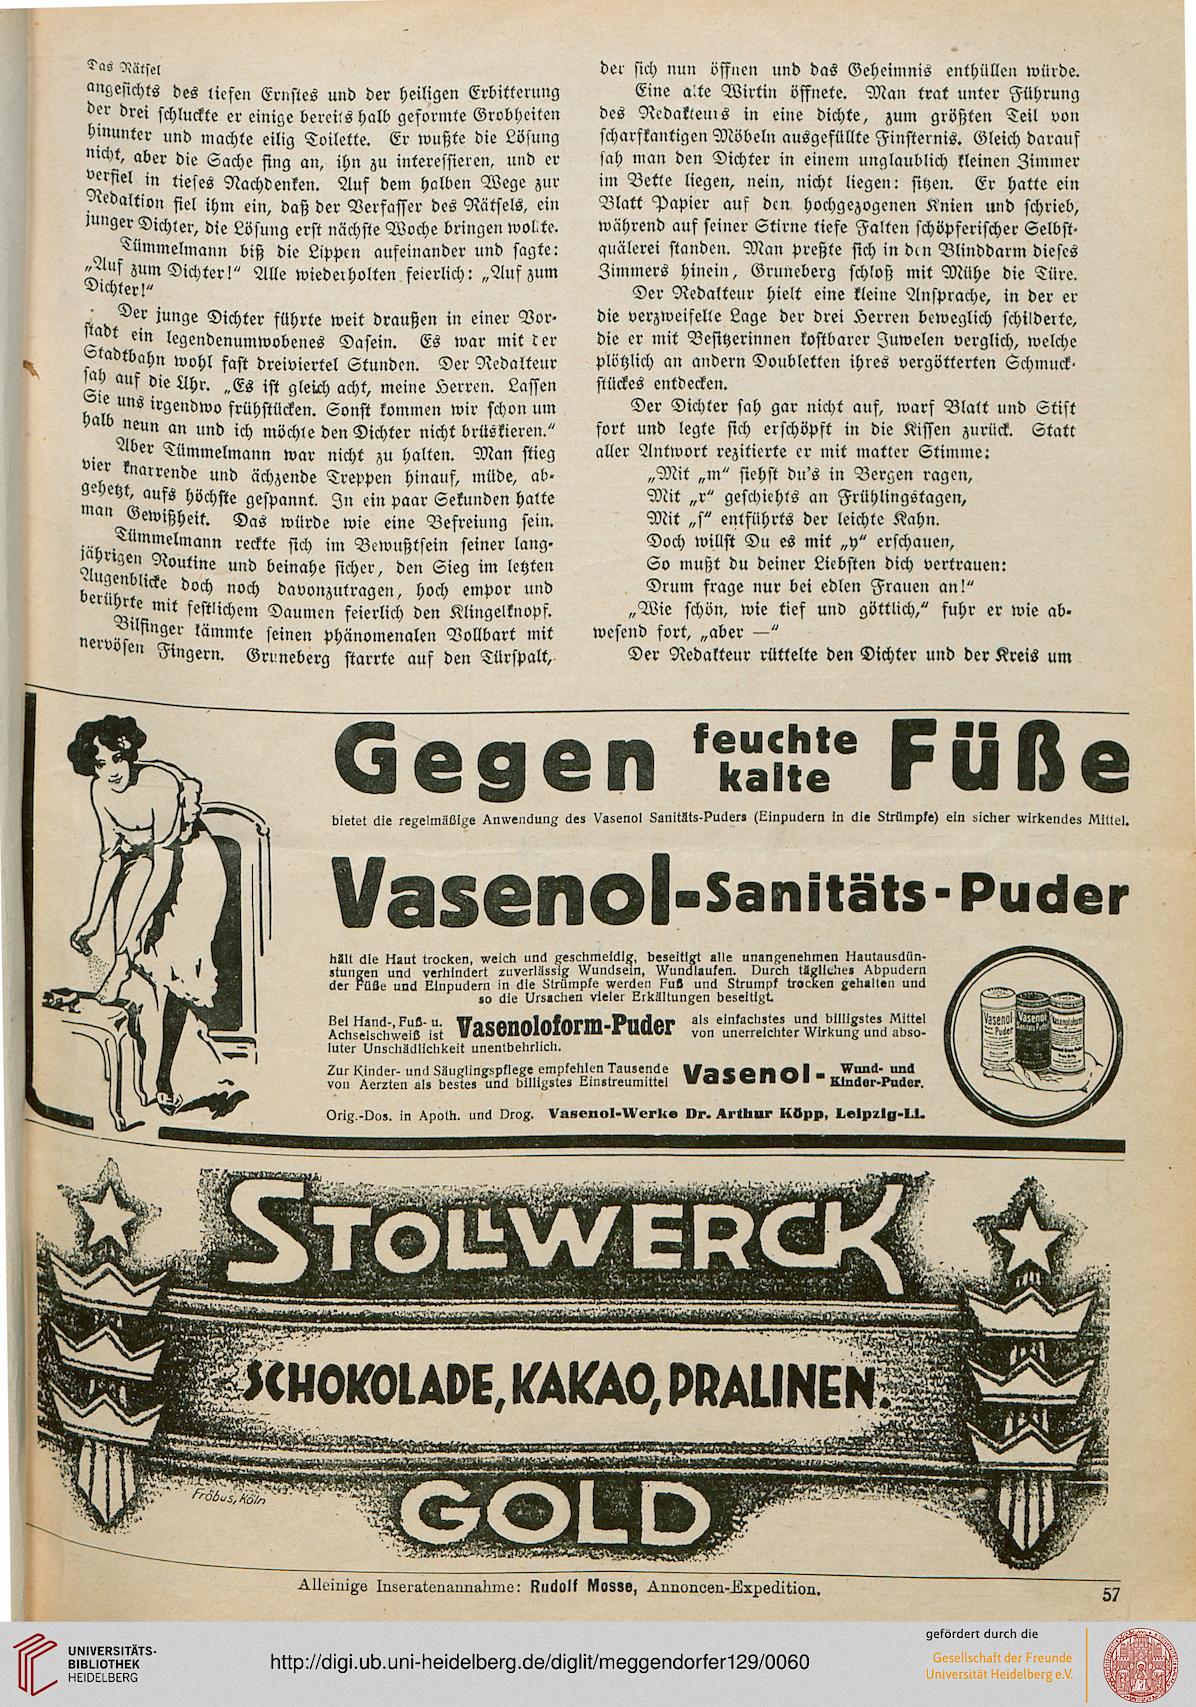 Das Rätsel
angesichts des tiefen Ernstes und der heiligen Erbitterung
der drei schluckte er einige bereits halb geformte Grobheiten
hinunter und machte eilig Toilette. Er wußte die Lösung
nicht, aber die Sache fing an, ihn zu interessieren, und er
verfiel in tiefes Nachdenken. Auf dem halben Wege zur
Redaktion fiel ihm ein, daß der Verfasser des Rätsels, ein
junger Dichter, die Lösung erst nächste Woche bringen wollte.
Tümmelmann biß die Lippen aufeinander und sagte:
„Auf zum Dichter!“ Alle wiederholten feierlich: „Auf zum
Dichter!“
Der junge Dichter führte weit draußen in einer Vor-
stadt ein legendenumwobenes Dasein. Es war mit der
Stadtbahn wohl fast dreiviertel Stunden. Der Redakteur
sah auf die Uhr. „Es ist gleich acht, meine Herren. Lassen
Sie uns irgendwo frühstücken. Sonst kommen wir schon um
halb neun an und ich möchte den Dichter nicht brüskieren.“
Aber Tümmelmann war nicht zu halten. Man stieg
vier knarrende und ächzende Treppen hinauf, müde, ab-
gehetzt, aufs höchste gespannt. In ein paar Sekunden hatte
man Gewißheit. Das würde wie eine Befreiung sein.
Tümmelmann reckte sich im Bewußtsein seiner lang-
jährigen Routine und beinahe sicher, den Sieg im letzten
Augenblicke doch noch davonzutragen, hoch empor und
berührte mit festlichem Daumen feierlich den Klingelknopf.
Bilfinger kämmte seinen phänomenalen Vollbart mit
nervösen Fingern. Gruneberg starrte auf den Türspalt,
der sich nun öffnen und das Geheimnis enthüllen würde.
Eine alte Wirtin öffnete. Man trat unter Führung
des Redakteurs in eine dichte, zum größten Teil von
scharfkantigen Möbeln ausgefüllte Finsternis. Gleich darauf
sah man den Dichter in einem unglaublich kleinen Zimmer
im Bette liegen, nein, nicht liegen: sitzen. Er hatte ein
Blatt Papier auf den hochgezogenen Knien und schrieb,
während auf seiner Stirne tiefe Falten schöpferischer Selbst-
quälerei standen. Man preßte sich in den Blinddarm dieses
Zimmers hinein, Gruneberg schloß mit Mühe die Türe.
Der Redakteur hielt eine kleine Ansprache, in der er
die verzweifelte Lage der drei Herren beweglich schilderte,
die er mit Besitzerinnen kostbarer Juwelen verglich, welche
plötzlich an andern Doubletten ihres vergötterten Schmuck-
stückes entdecken.
Der Dichter sah gar nicht auf, warf Blatt und Stift
fort und legte sich erschöpft in die Kissen zurück. Statt
aller Antwort rezitierte er mit matter Stimme:
„Mit „m“ siehst du's in Bergen ragen,
Mit „r“ geschiehts an Frühlingstagen,
Mit „s“ entführts der leichte Kahn.
Doch willst Du es mit „y“ erschauen,
So mußt du deiner Liebsten dich vertrauen:
Drum frage nur bei edlen Frauen an!“
„Wie schön, wie tief und göttlich,“ fuhr er wie ab-
wesend fort, „aber —“
Der Redakteur rüttelte den Dichter und der Kreis um
Gegen feuchte kalte Füße
bietet die regelmäßige Anwendung des Vasenol Sanitäts-Puders (Einpudern in die Strümpfe) ein sicher wirkendes Mittel.
Vasenol-Sanitäts-Puder
hält die Haut trocken, weich und geschmeidig, beseitigt alle unangenehmen Hautausdün-
stungen und verhindert zuverlässig Wundsein, Wundlaufen. Durch tägliches Abpudern
der Füße und Einpudern in die Strümpfe werden Fuß und Strumpf trocken gehalten und
so die Ursachen vieler Erkältungen beseitigt.
Bei Hand-, Fuß- u. Achselschweiß ist Vasenoloform-Puder als einfachstes und billigstes Mittel von unerreichter Wirkung und abso-
luter Unschädlichkeit unentbehrlich.
Zur Kinder- und Säuglingspflege empfehlen Tausende von Aerzten als bestes und billigstes Einstreumittel Vasenol- Wund- und Kinder-Puder.
Orig.-Dos. in Apoth. und Drog. Vasenol-Werke Dr. Arthur Köpp, Leipzig-Li.
Vasenol Puder
Vasenol Sanitäts Puder
Vasenoloform
STOLLWERCK
SCHOKOLADE, KAKAO, PRALINEN.
GOLD
Fröbus, Köln
Alleinige Inseratenannahme: Rudolf Mosse, Annoncen-Expedition.
57
UNIVERSITÄTS-
BIBLIOTHEK
HEIDELBERG
http://digi.ub.uni-heidelberg.de/diglit/meggendorfer129/0060
gefördert durch die
Gesellschaft der Freunde
Universität Heidelberg e.V.